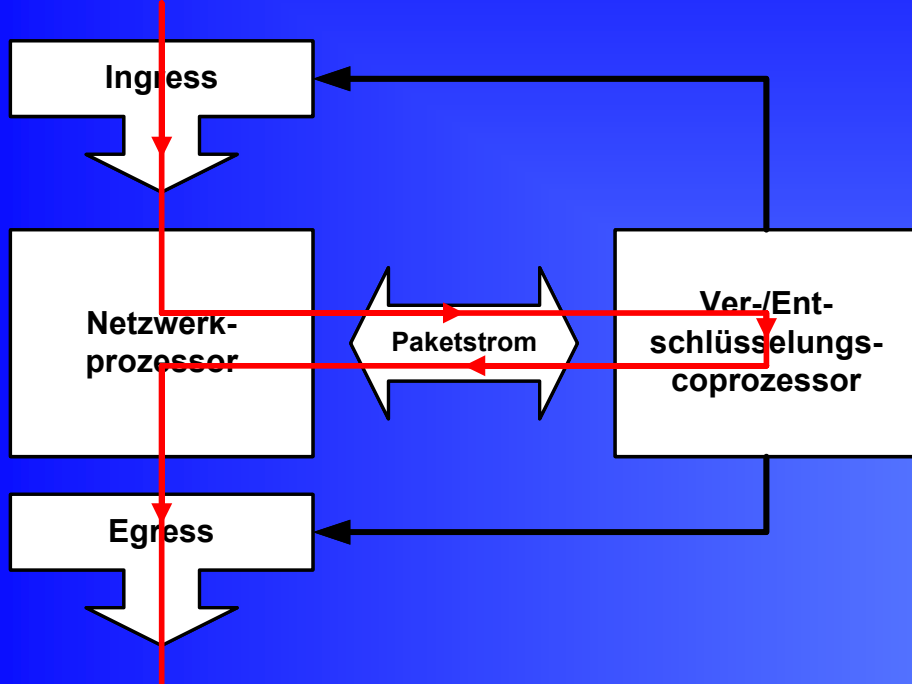 Ingress
Netzwerk-
prozessor
Paketstrom
Ver-/Ent-
schlüsselungs-
coprozessor
Egress